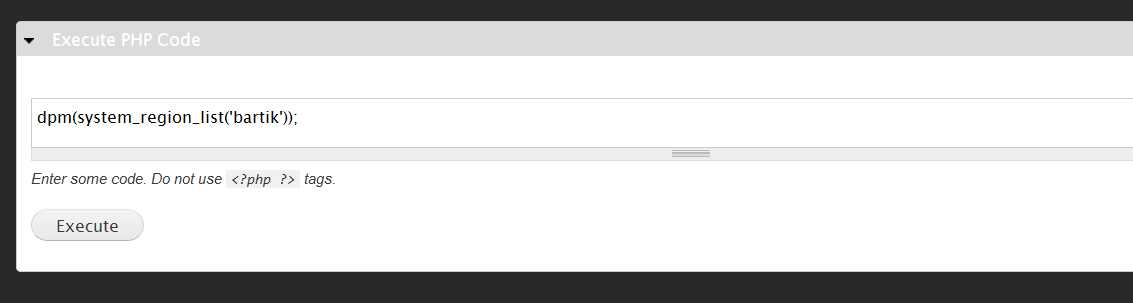 Execute PHP Code
dpm(system_region_list('bartik'));
Enter some code. Do not use <?php ?> tags.
Execute